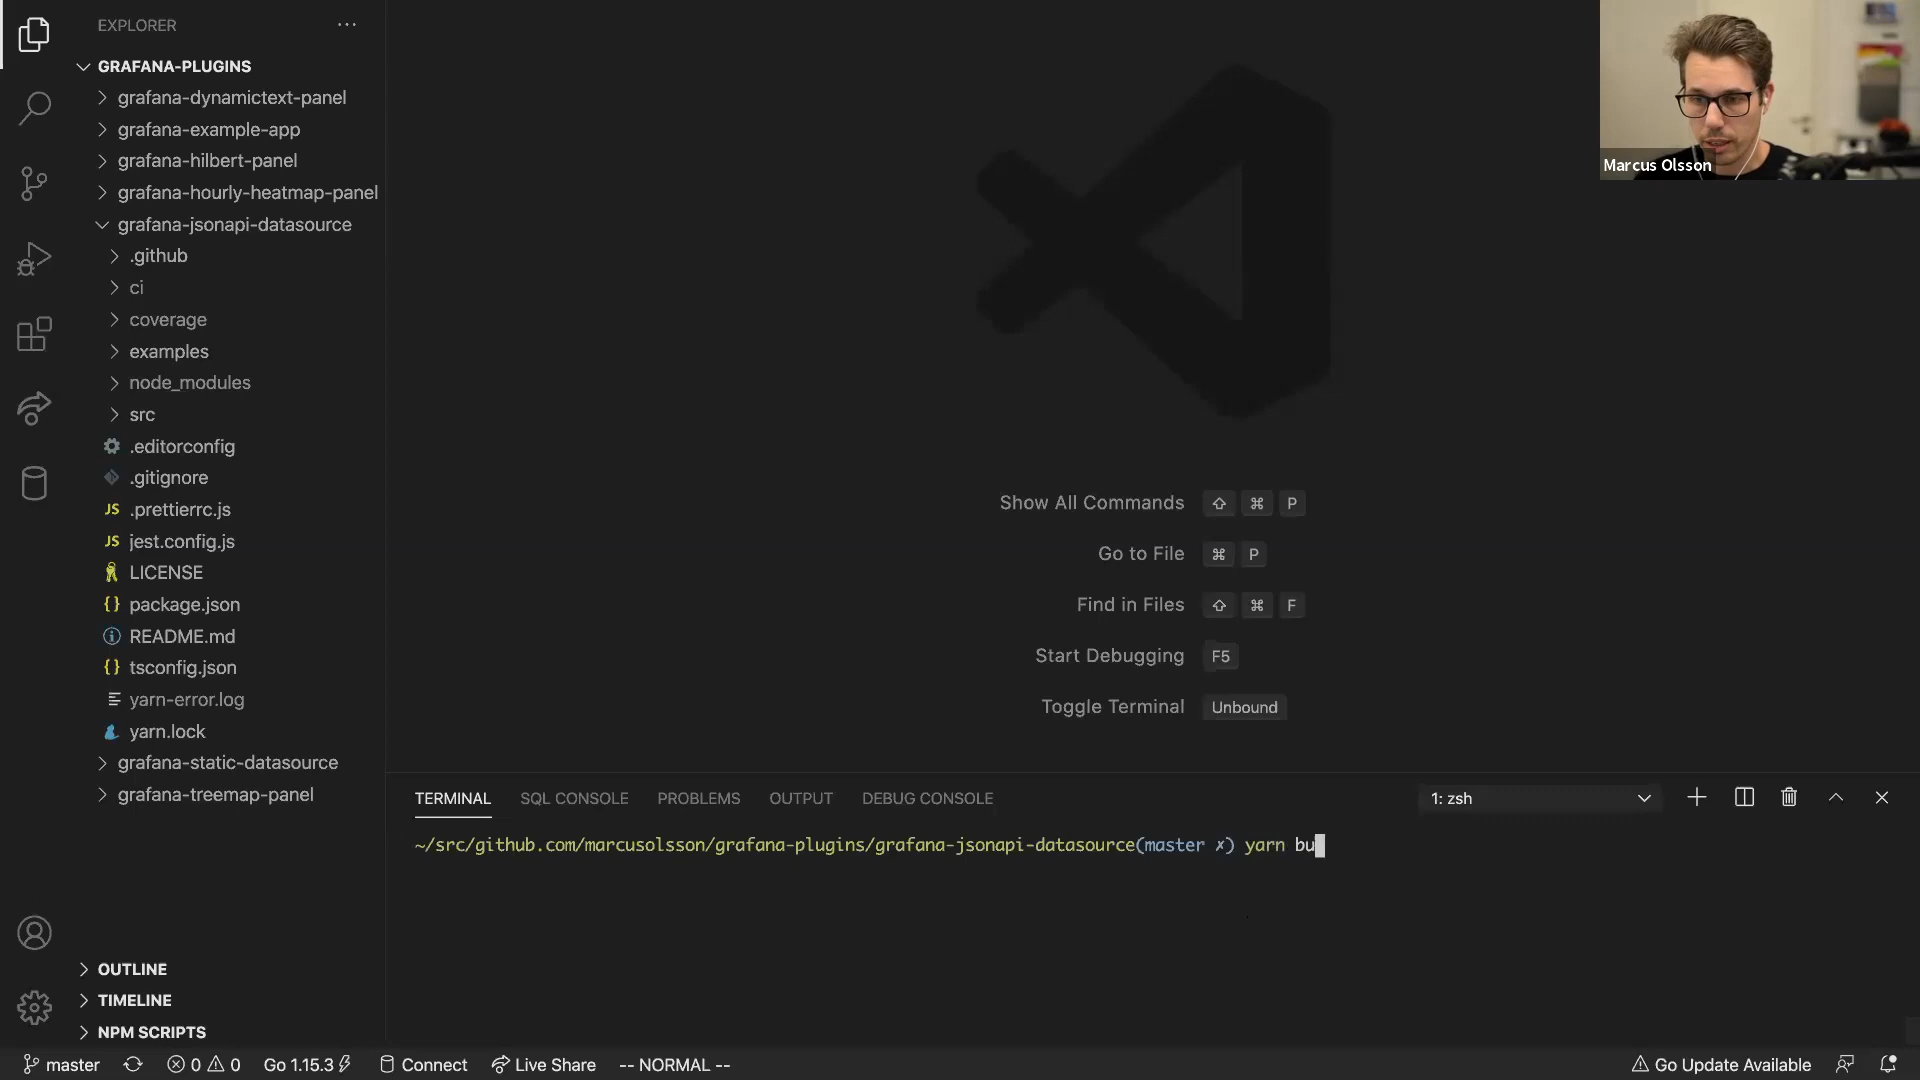 EXPLORER
GRAFANA-PLUGINS
grafana-dynamictext-panel
grafana-example-app
grafana-hilbert-panel
grafana-hourly-heatmap-panel
grafana-jsonapi-datasource
.github
ci
coverage
examples
node_modules
src
.editorconfig
.gitignore
JS .prettierrc.js
JS jest.config.js
LICENSE
{} package.json
README.md
{} tsconfig.json
yarn-error.log
yarn.lock
grafana-static-datasource
grafana-treemap-panel
OUTLINE
TIMELINE
NPM SCRIPTS
Marcus Olsson
Show All Commands ⇧ ⌘ P
Go to File ⌘ P
Find in Files ⇧ ⌘ F
Start Debugging F5
Toggle Terminal Unbound
TERMINAL SQL CONSOLE PROBLEMS OUTPUT DEBUG CONSOLE 1: zsh
~/src/github.com/marcusolsson/grafana-plugins/grafana-jsonapi-datasource(master ✗) yarn bu
master 0 0 Go 1.15.3 Connect Live Share -- NORMAL -- Go Update Available